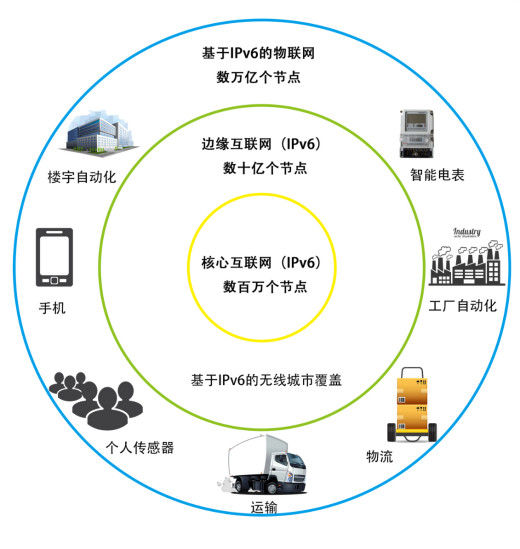 基于IPv6的物联网
数万亿个节点
边缘互联网（IPv6）
数十亿个节点
楼宇自动化
智能电表
核心互联网（IPv6）
数百万个节点
Industry
手机
工厂自动化
基于IPv6的无线城市覆盖
个人传感器
物流
运输